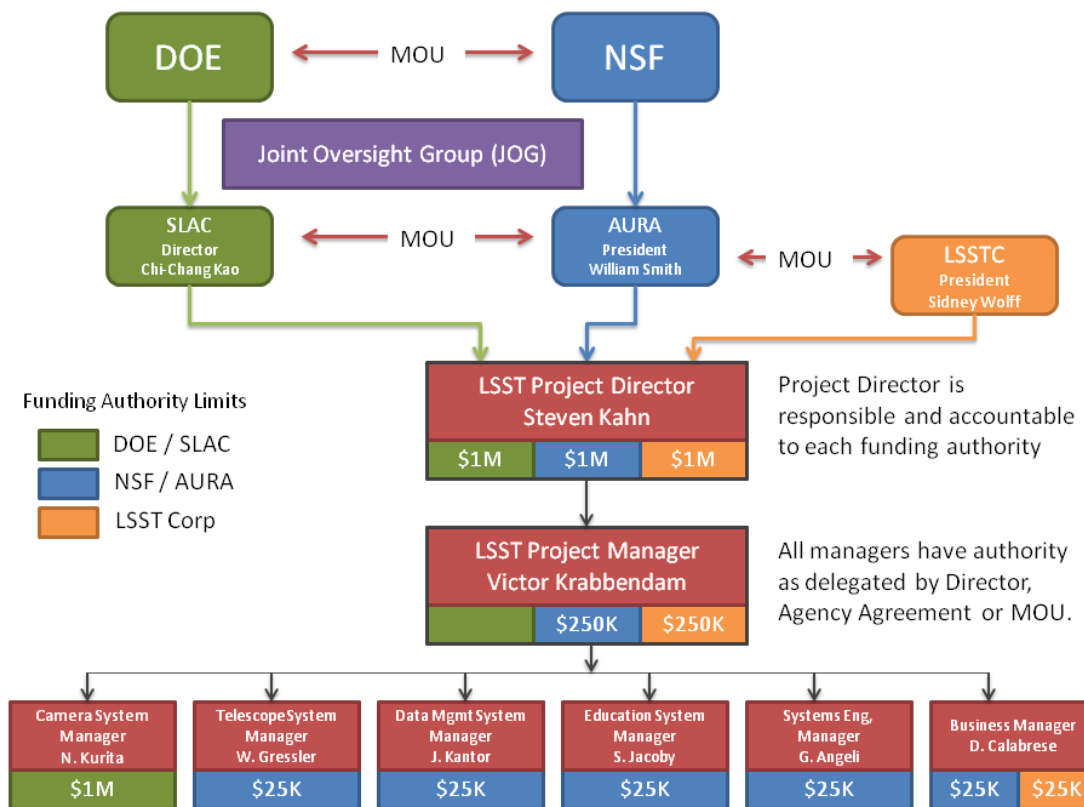 DOE
MOU
NSF
Joint Oversight Group (JOG)
SLAC
Director
Chi-Chang Kao
MOU
AURA
President
William Smith
MOU
LSSTC
President
Sidney Wolff
LSST Project Director
Steven Kahn
$1M
$1M
$1M
Project Director is
responsible and accountable
to each funding authority
Funding Authority Limits
DOE / SLAC
NSF / AURA
LSST Corp
LSST Project Manager
Victor Krabbendam
$250K
$250K
All managers have authority
as delegated by Director,
Agency Agreement or MOU.
Camera System
Manager
N. Kurita
$1M
Telescope System
Manager
W. Gressler
$25K
Data Mgmt System
Manager
J. Kantor
$25K
Education System
Manager
S. Jacoby
$25K
Systems Eng,
Manager
G. Angeli
$25K
Business Manager
D. Calabrese
$25K
$25K